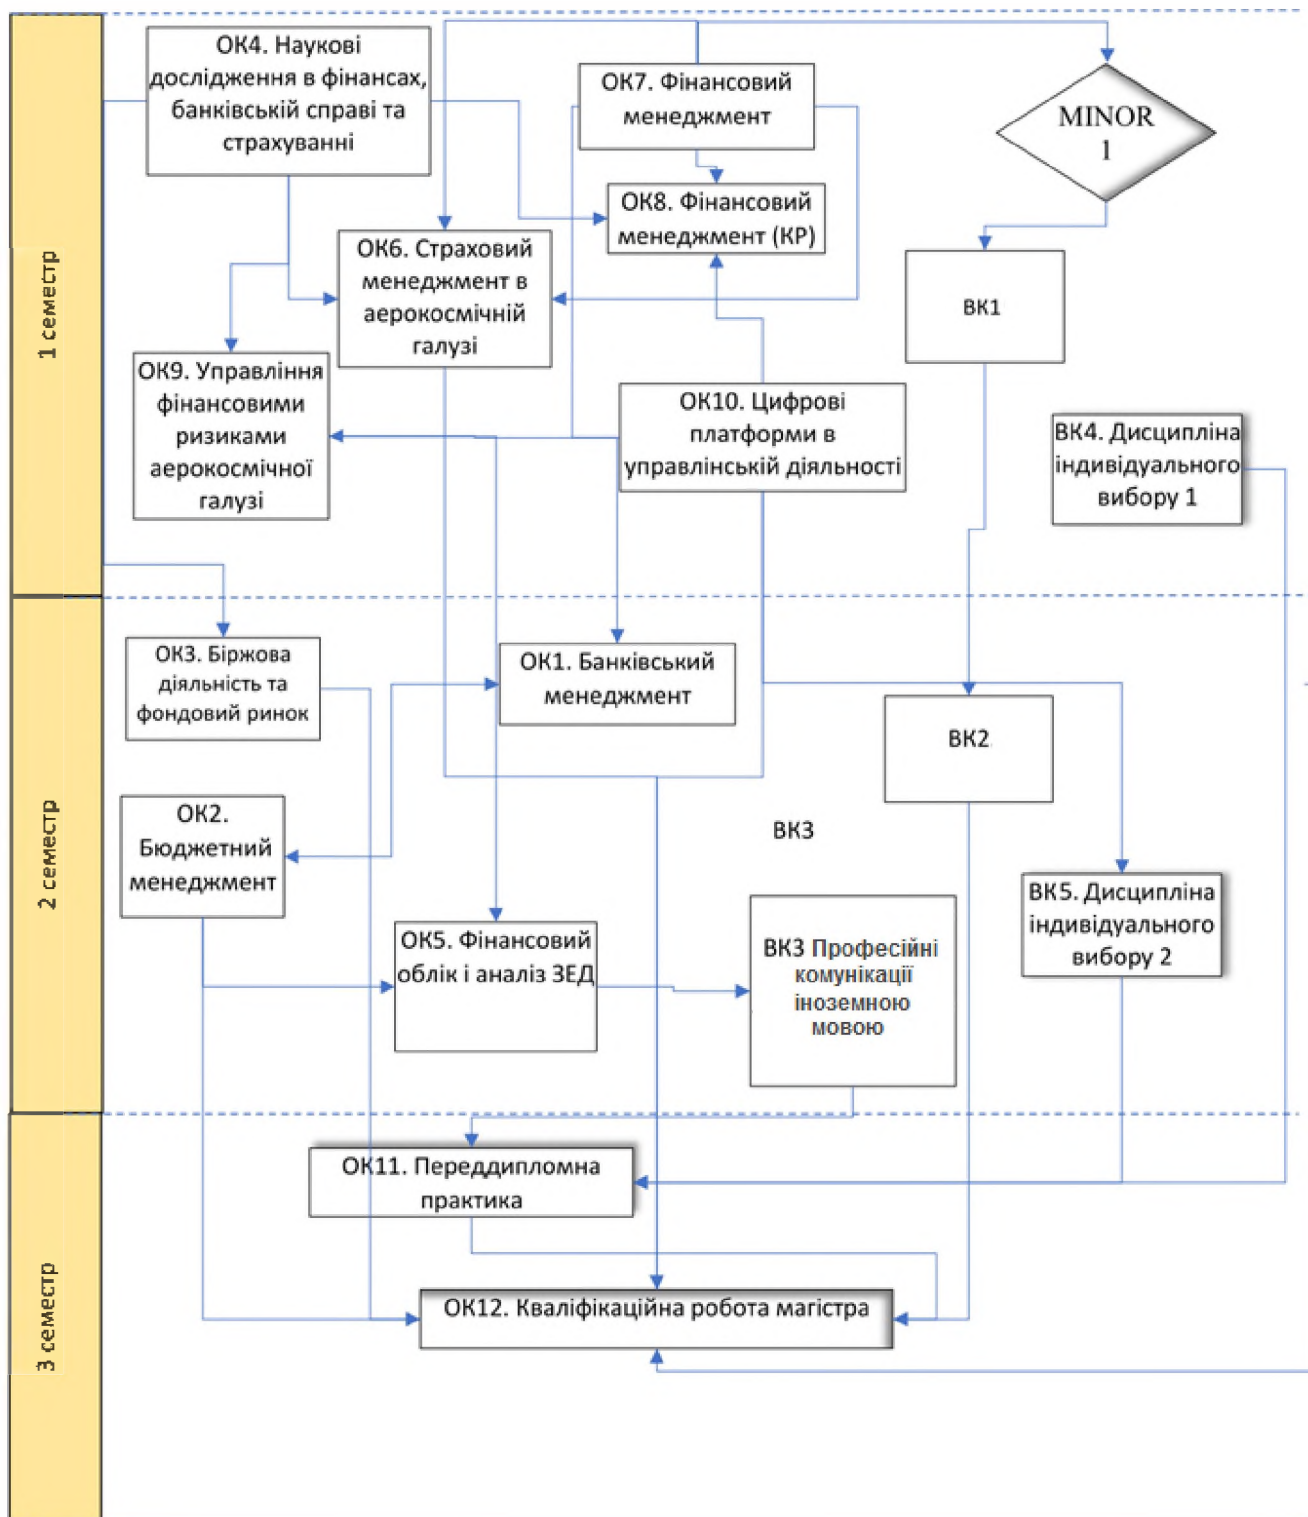 1 семестр
ОК4. Наукові
дослідження в фінансах,
банківській справі та
страхуванні
ОК7. Фінансовий
менеджмент
MINOR
1
ОК8. Фінансовий
менеджмент (КР)
ОК6. Страховий
менеджмент в
аерокосмічній
галузі
ВК1
ОК9. Управління
фінансовими
ризиками
аерокосмічної
галузі
ОК10. Цифрові
платформи в
управлінській діяльності
ВК4. Дисципліна
індивідуального
вибору 1
2 семестр
ОК3. Біржова
діяльність та
фондовий ринок
ОК1. Банківський
менеджмент
ВК2
ОК2.
Бюджетний
менеджмент
ВК3
ВК5. Дисципліна
індивідуального
вибору 2
ОК5. Фінансовий
облік і аналіз ЗЕД
ВК3 Професійні
комунікації
іноземною
мовою
3 семестр
ОК11. Переддипломна
практика
ОК12. Кваліфікаційна робота магістра